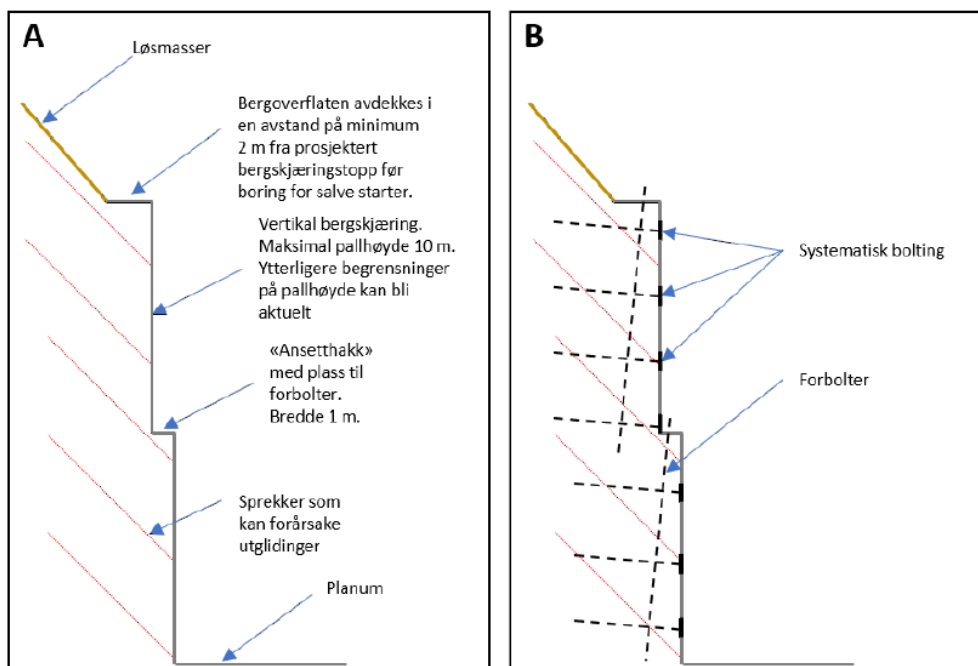 A
Løsmasser
Bergoverflaten avdekkes i
en avstand på minimum
2 m fra prosjektert
bergskjæringstopp før
boring for salve starter.
Vertikal bergskjæring.
Maksimal pallhøyde 10 m.
Ytterligere begrensninger
på pallhøyde kan bli
aktuelt
«Ansetthakk»
med plass til
forbolter.
Bredde 1 m.
Sprekker som
kan forårsake
utglidinger
Planum
B
Systematisk bolting
Forbolter